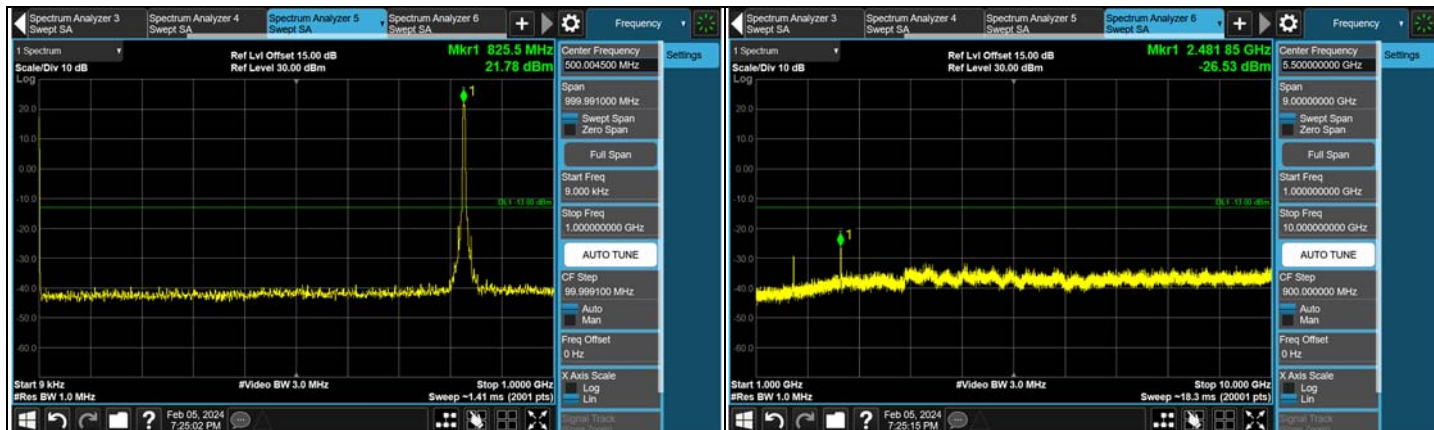 Spectrum Analyzer 3
Swept SA
Spectrum Analyzer 4
Swept SA
Spectrum Analyzer 5
Swept SA
Spectrum Analyzer 6
Swept SA
+
Frequency
1 Spectrum
Scale/Div 10 dB
Ref Lvl Offset 15.00 dB
Ref Level 30.00 dBm
Mkr1 825.5 MHz
21.78 dBm
Log
1
20.0
10.0
0.00
-10.0
DL1 -13.00 dBm
-20.0
-30.0
-40.0
-50.0
-60.0
Start 9 kHz
#Res BW 1.0 MHz
#Video BW 3.0 MHz
Stop 1.0000 GHz
Sweep ~1.41 ms (2001 pts)
Center Frequency
500.004500 MHz
Settings
Span
999.991000 MHz
Swept Span
Zero Span
Full Span
Start Freq
9.000 kHz
Stop Freq
1.000000000 GHz
AUTO TUNE
CF Step
99.999100 MHz
Auto
Man
Freq Offset
0 Hz
X Axis Scale
Log
Lin
Signal Track
?
Feb 05, 2024
7:25:02 PM
Spectrum Analyzer 3
Swept SA
Spectrum Analyzer 4
Swept SA
Spectrum Analyzer 5
Swept SA
Spectrum Analyzer 6
Swept SA
+
Frequency
1 Spectrum
Scale/Div 10 dB
Ref Lvl Offset 15.00 dB
Ref Level 30.00 dBm
Mkr1 2.481 85 GHz
-26.53 dBm
Log
20.0
10.0
0.00
-10.0
DL1 -13.00 dBm
-20.0
1
-30.0
-40.0
-50.0
-60.0
Start 1.000 GHz
#Res BW 1.0 MHz
#Video BW 3.0 MHz
Stop 10.000 GHz
Sweep ~18.3 ms (20001 pts)
Center Frequency
5.500000000 GHz
Settings
Span
9.00000000 GHz
Swept Span
Zero Span
Full Span
Start Freq
1.000000000 GHz
Stop Freq
10.000000000 GHz
AUTO TUNE
CF Step
900.000000 MHz
Auto
Man
Freq Offset
0 Hz
X Axis Scale
Log
Lin
Signal Track
?
Feb 05, 2024
7:25:15 PM